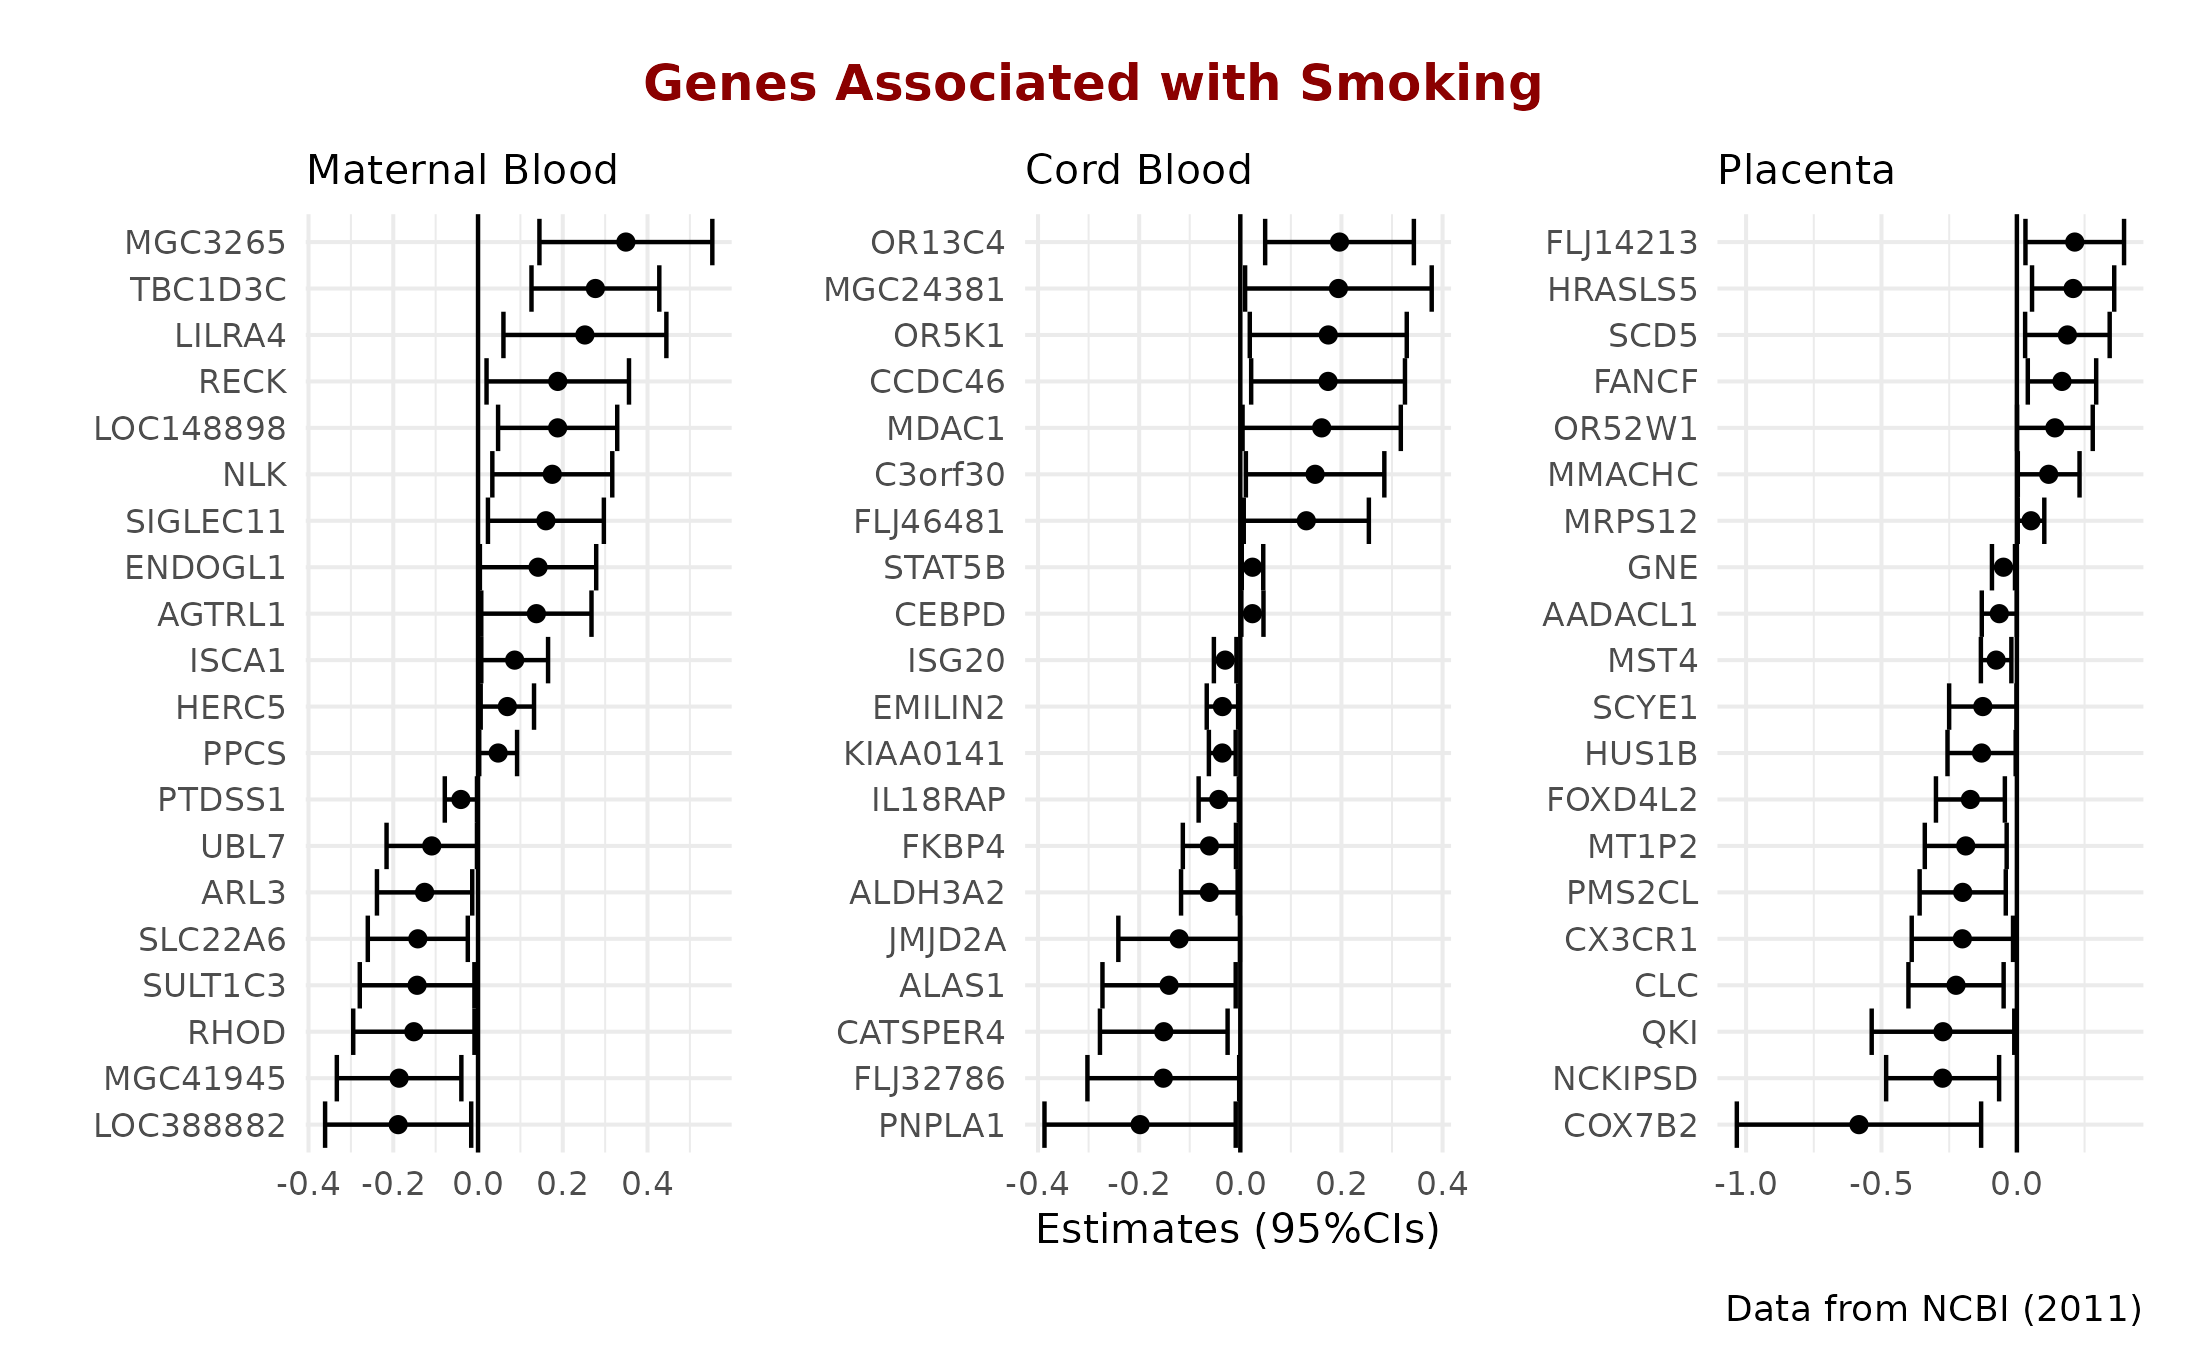 Genes Associated with Smoking
Maternal Blood
MGC3265
TBC1D3C
LILRA4
RECK
LOC148898
NLK
SIGLEC11
ENDOGL1
AGTRL1
ISCA1
HERC5
PPCS
PTDSS1
UBL7
ARL3
SLC22A6
SULT1C3
RHOD
MGC41945
LOC388882
-0.4 -0.2 0.0 0.2 0.4
Cord Blood
OR13C4
MGC24381
OR5K1
CCDC46
MDAC1
C3orf30
FLJ46481
STAT5B
CEBPD
ISG20
EMILIN2
KIAA0141
IL18RAP
FKBP4
ALDH3A2
JMJD2A
ALAS1
CATSPER4
FLJ32786
PNPLA1
-0.4 -0.2 0.0 0.2 0.4
Estimates (95%CIs)
Placenta
FLJ14213
HRASLS5
SCD5
FANCF
OR52W1
MMACHC
MRPS12
GNE
AADACL1
MST4
SCYE1
HUS1B
FOXD4L2
MT1P2
PMS2CL
CX3CR1
CLC
QKI
NCKIPSD
COX7B2
-1.0 -0.5 0.0
Data from NCBI (2011)